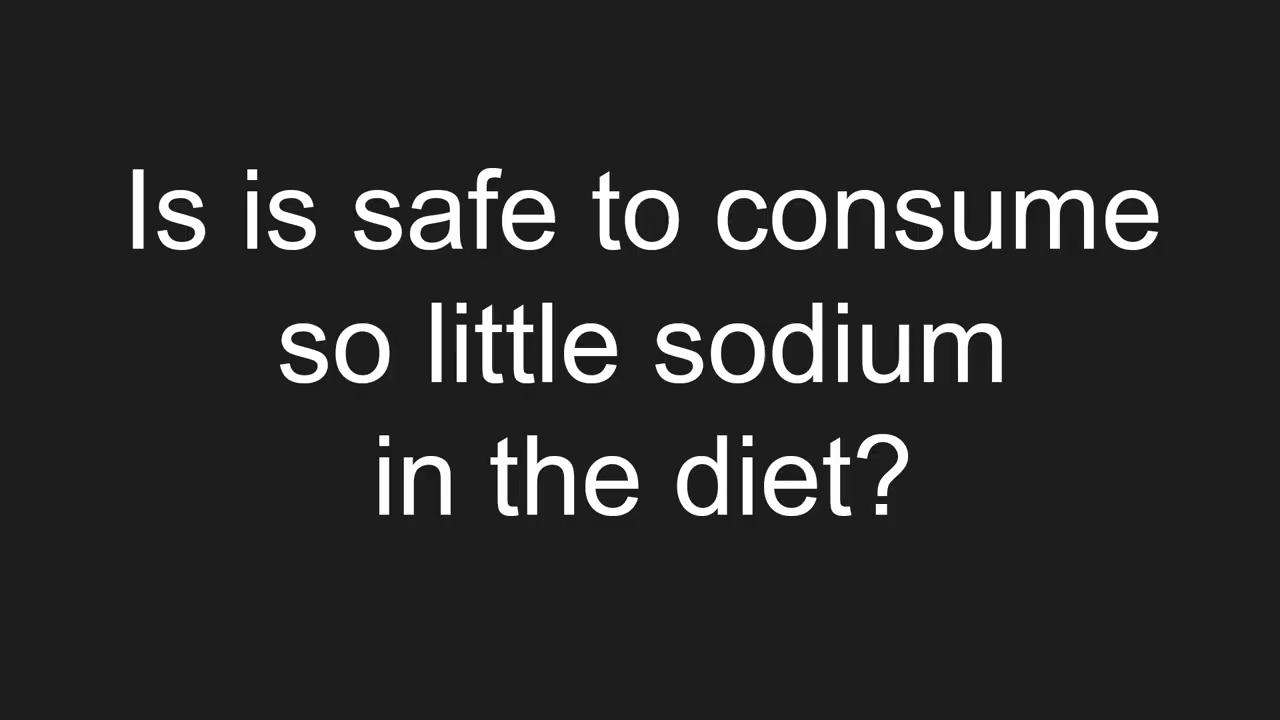 Is is safe to consume
so little sodium
in the diet?